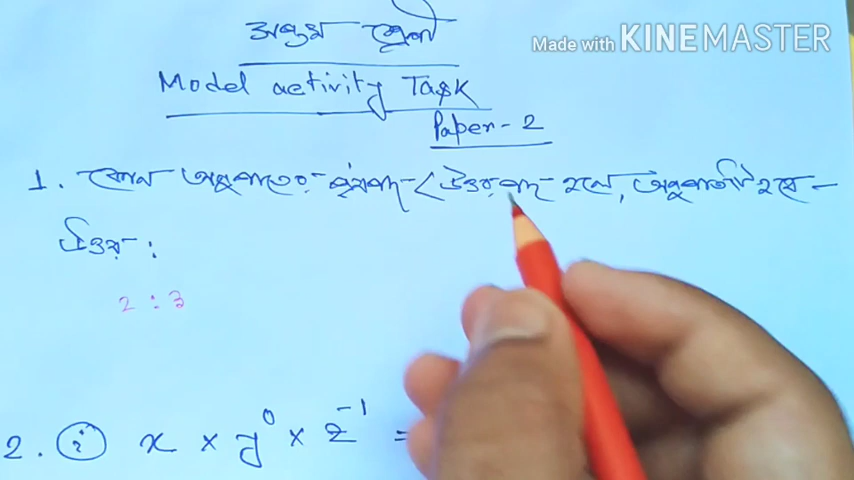 Made with KINEMASTER
অষ্টম শ্রেণী
Model activity Task
Paper - 2
1. কোন অনুপাতের পূর্বপদ < উত্তরপদ হলে, অনুপাতটি হবে -
উত্তর :
2 : 3
2. (i) x × y⁰ × z⁻¹ =